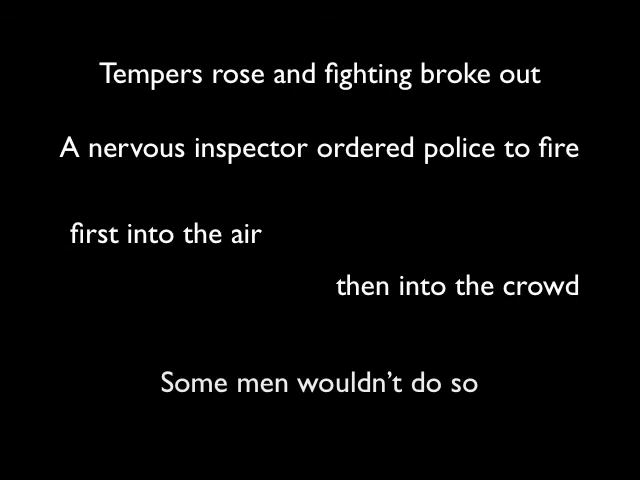 Tempers rose and fighting broke out
A nervous inspector ordered police to fire
first into the air
then into the crowd
Some men wouldn’t do so